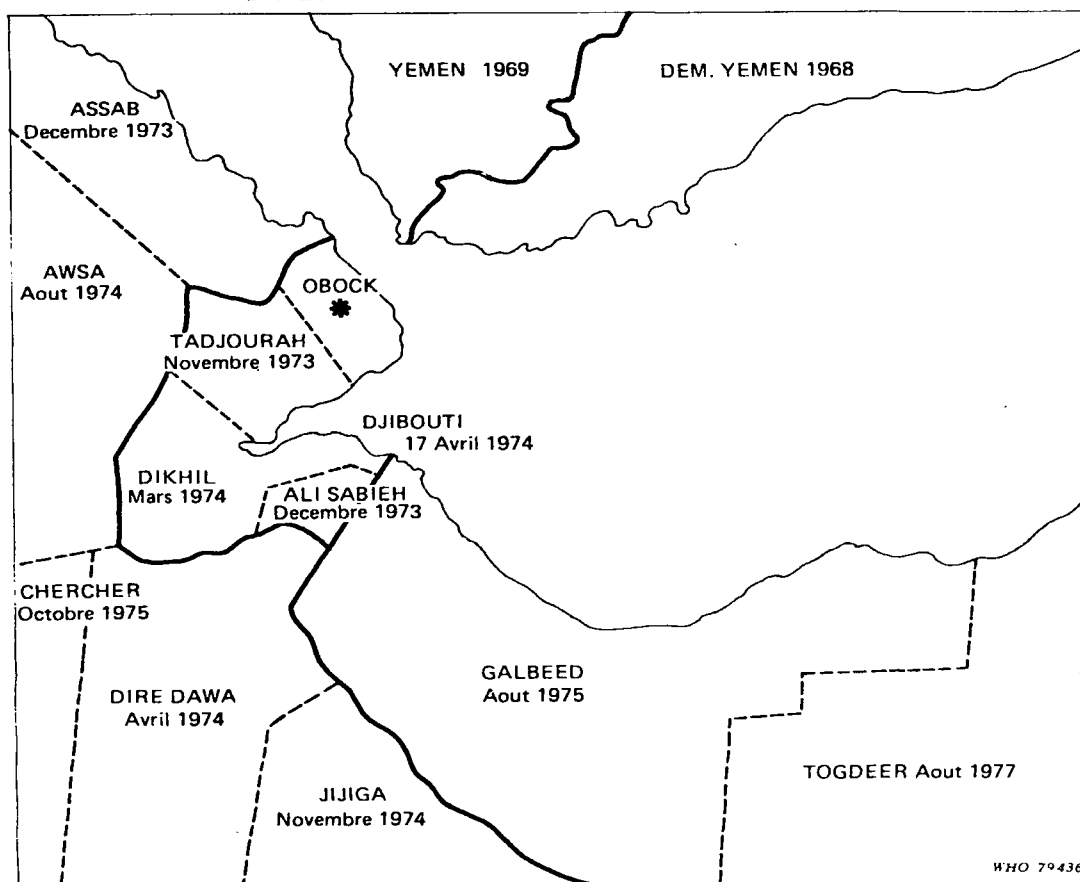 YEMEN 1969
DEM. YEMEN 1968
ASSAB
Decembre 1973
AWSA
Aout 1974
OBOCK
TADJOURAH
Novembre 1973
DJIBOUTI
17 Avril 1974
DIKHIL
Mars 1974
ALI SABIEH
Decembre 1973
CHERCHER
Octobre 1975
GALBEED
Aout 1975
DIRE DAWA
Avril 1974
TOGDEER Aout 1977
JIJIGA
Novembre 1974
WHO 79436